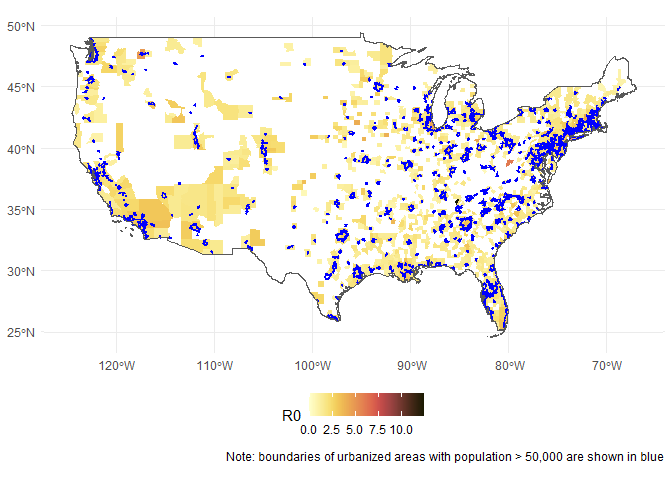 50°N
45°N
40°N
35°N
30°N
25°N
120°W 110°W 100°W 90°W 80°W 70°W
R0
0.0 2.5 5.0 7.5 10.0
Note: boundaries of urbanized areas with population > 50,000 are shown in blue